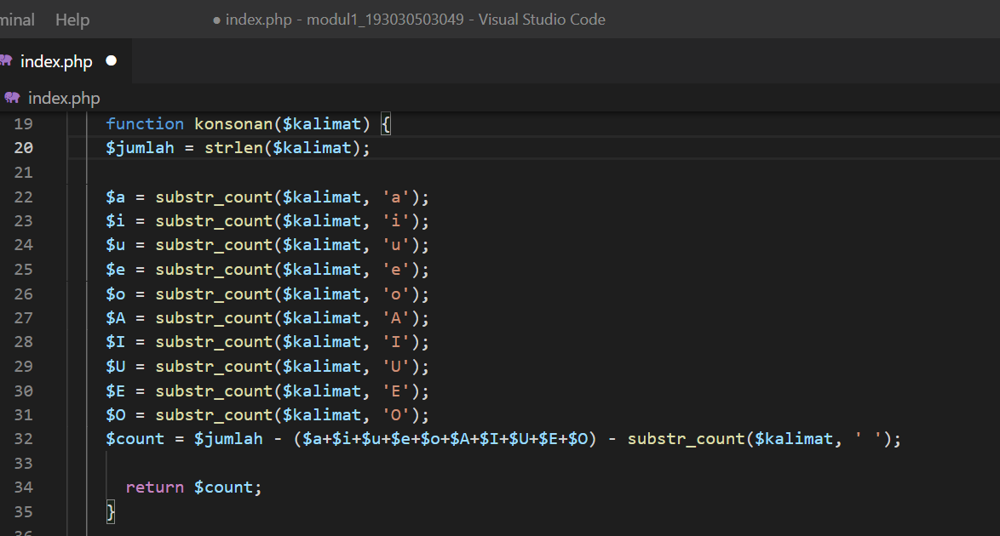 Help
● index.php - modul1_193030503049 - Visual Studio Code
index.php ●
index.php
19 function konsonan($kalimat) {
20 $jumlah = strlen($kalimat);
21
22 $a = substr_count($kalimat, 'a');
23 $i = substr_count($kalimat, 'i');
24 $u = substr_count($kalimat, 'u');
25 $e = substr_count($kalimat, 'e');
26 $o = substr_count($kalimat, 'o');
27 $A = substr_count($kalimat, 'A');
28 $I = substr_count($kalimat, 'I');
29 $U = substr_count($kalimat, 'U');
30 $E = substr_count($kalimat, 'E');
31 $O = substr_count($kalimat, 'O');
32 $count = $jumlah - ($a+$i+$u+$e+$o+$A+$I+$U+$E+$O) - substr_count($kalimat, ' ');
33
34 return $count;
35 }